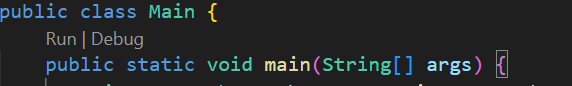 public class Main {
Run | Debug
public static void main(String[] args) {